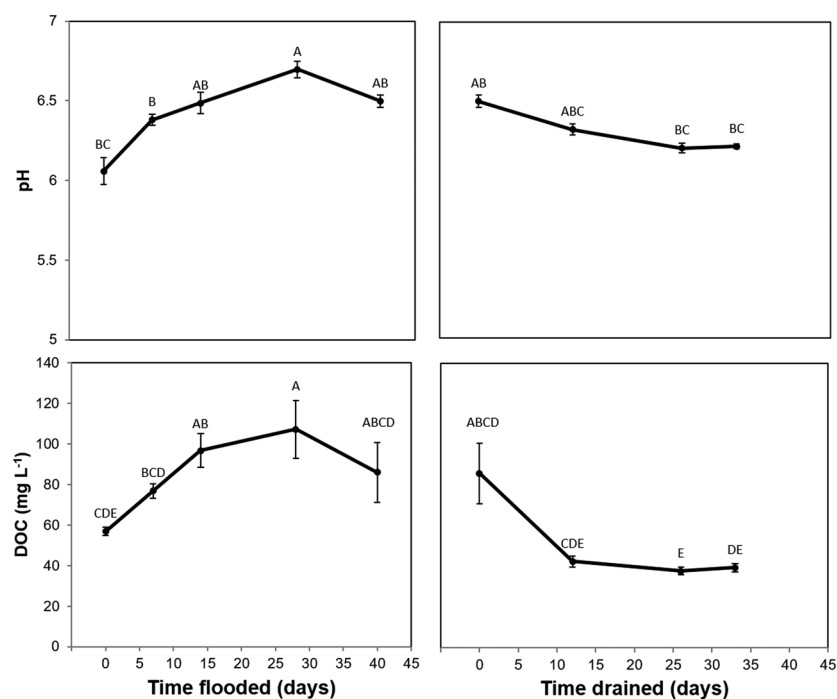 7
6.5
6
5.5
5
pH
BC
B
AB
A
AB
AB
ABC
BC
BC
140
120
100
80
60
40
20
0
DOC (mg L-1)
CDE
BCD
AB
A
ABCD
0 5 10 15 20 25 30 35 40 45
Time flooded (days)
ABCD
CDE
E
DE
0 5 10 15 20 25 30 35 40 45
Time drained (days)